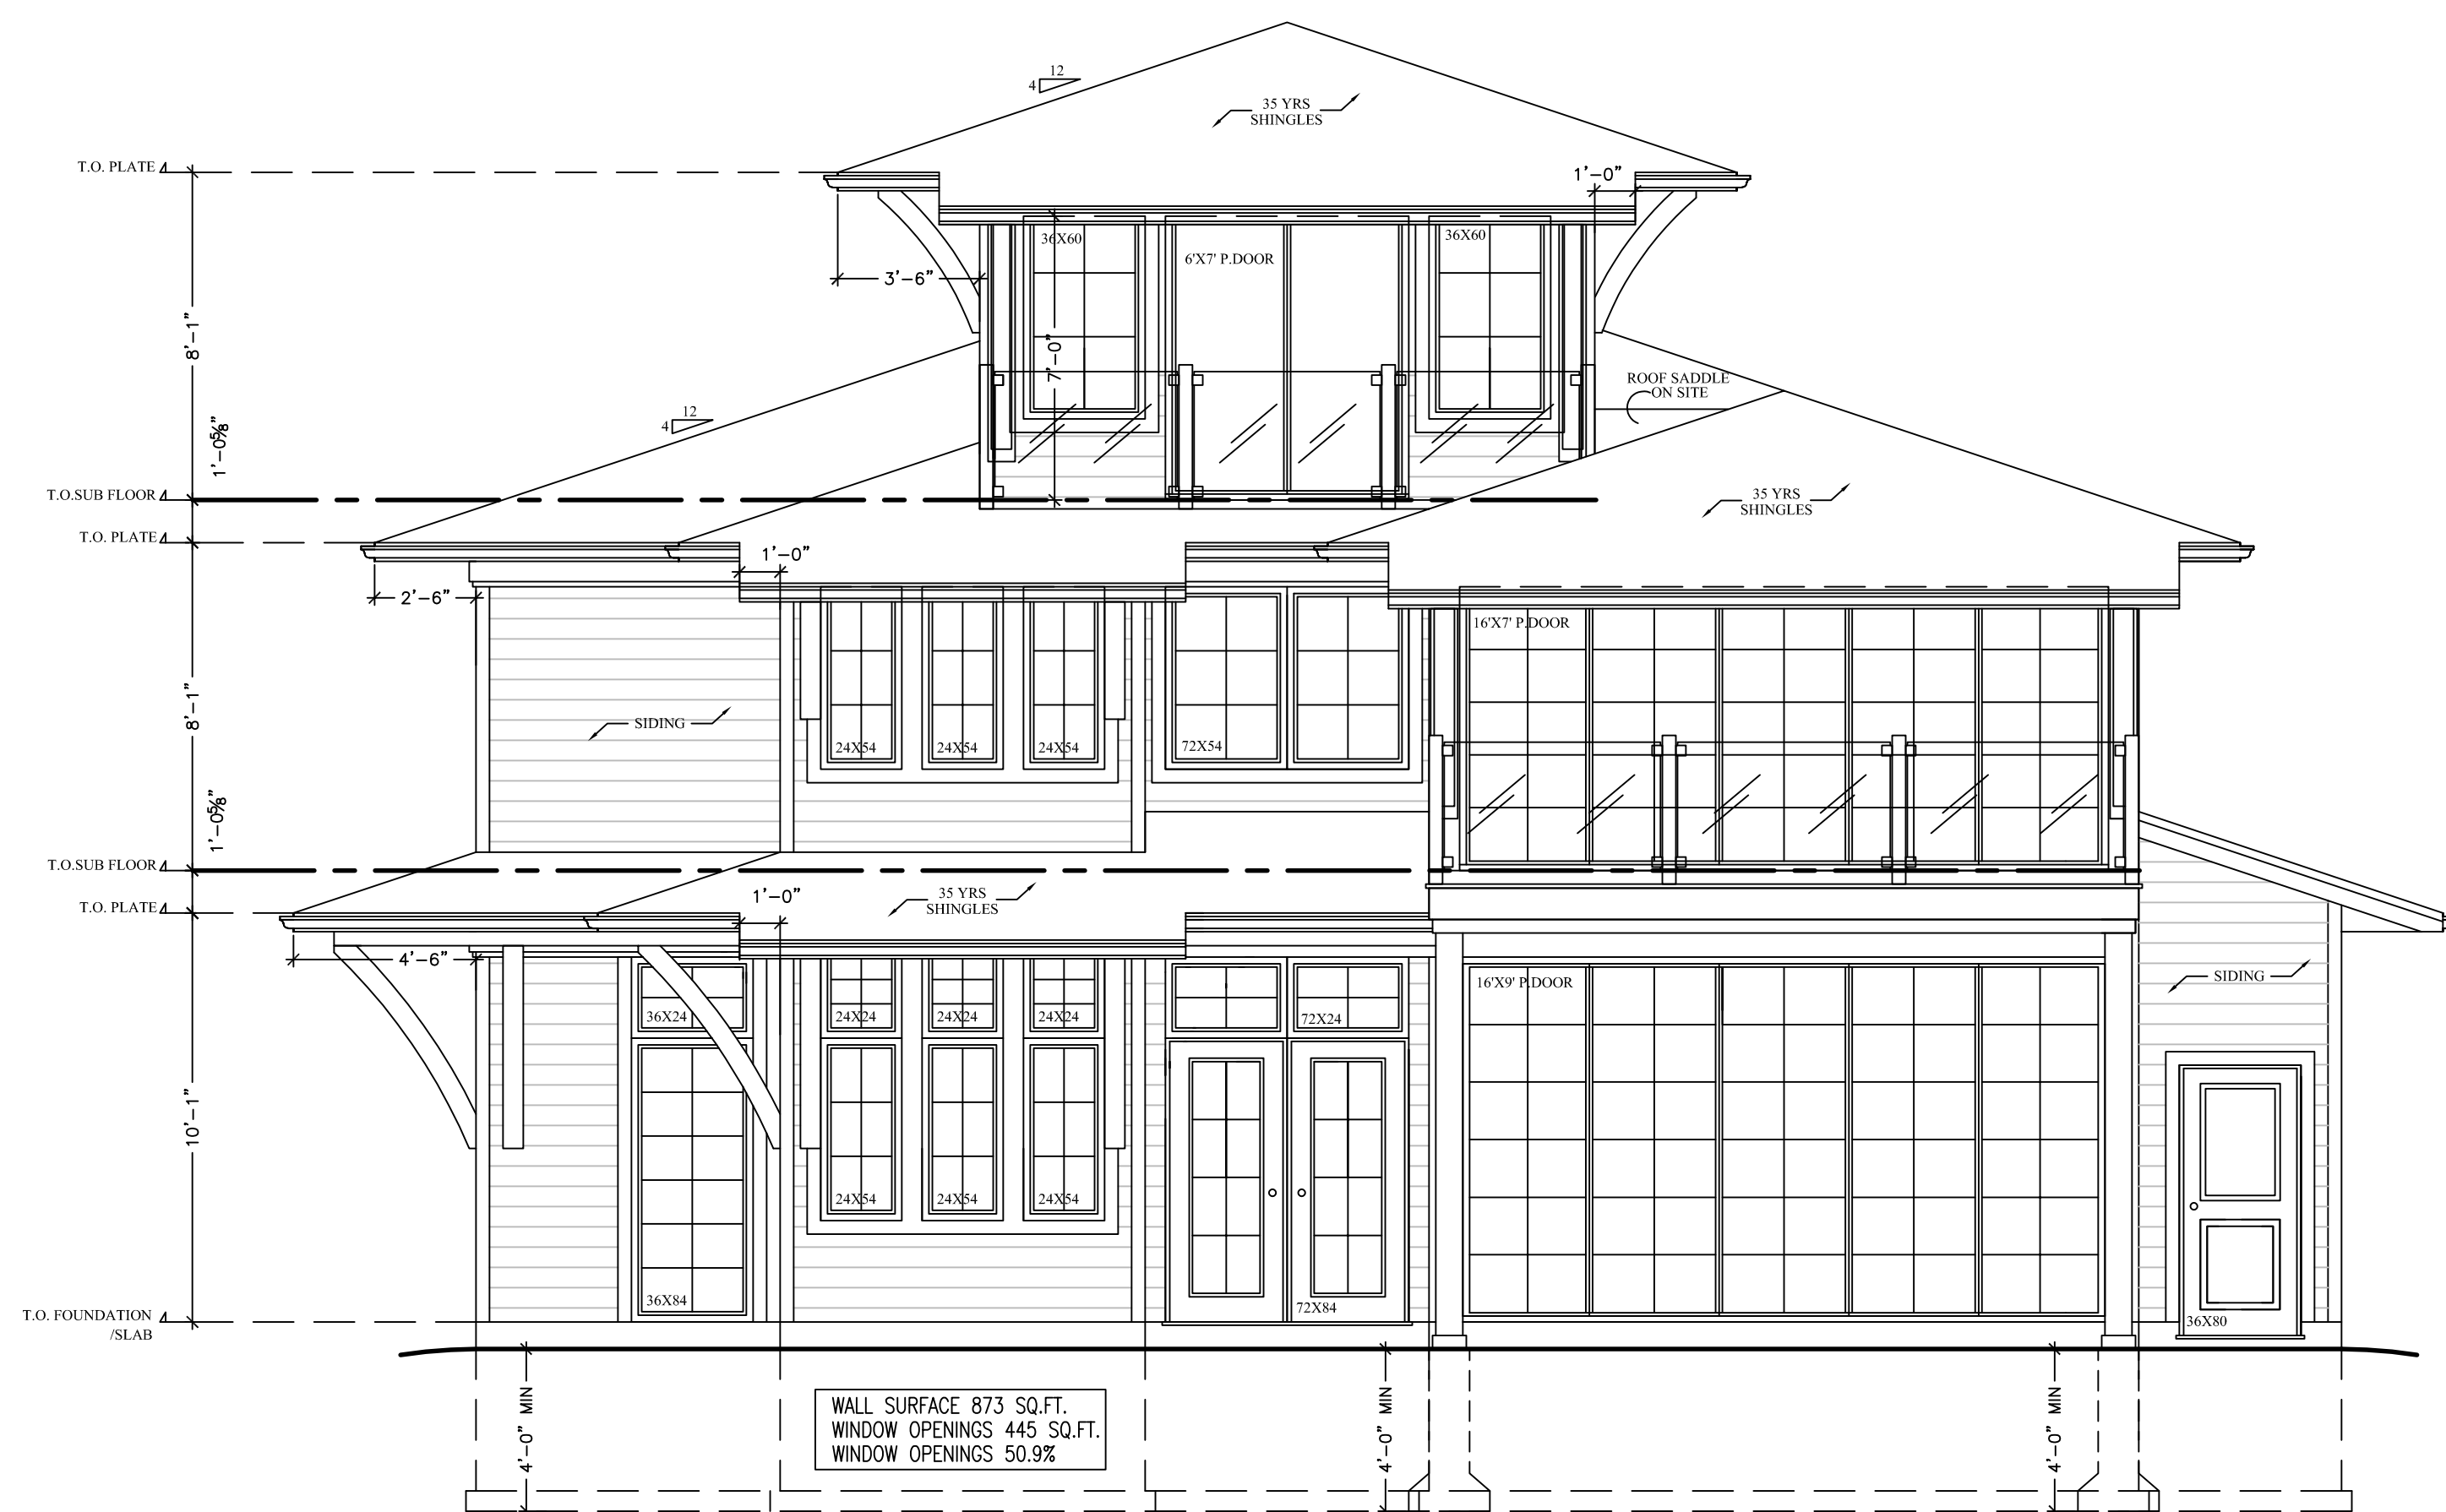 12
4
35 YRS
SHINGLES
T.O. PLATE
1'-0"
36X60
36X60
6'X7' P.DOOR
3'-6"
8'-1"
7'-0"
ROOF SADDLE
ON SITE
12
4
1'-0⅝"
T.O.SUB FLOOR
35 YRS
SHINGLES
T.O. PLATE
1'-0"
2'-6"
16'X7' P.DOOR
8'-1"
SIDING
24X54
24X54
24X54
72X54
1'-0⅝"
T.O.SUB FLOOR
35 YRS
SHINGLES
1'-0"
T.O. PLATE
4'-6"
SIDING
16'X9' P.DOOR
36X24
24X24
24X24
24X24
72X24
10'-1"
24X54
24X54
24X54
36X84
72X84
36X80
T.O. FOUNDATION
/SLAB
4'-0" MIN
4'-0" MIN
4'-0" MIN
WALL SURFACE 873 SQ.FT.
WINDOW OPENINGS 445 SQ.FT.
WINDOW OPENINGS 50.9%